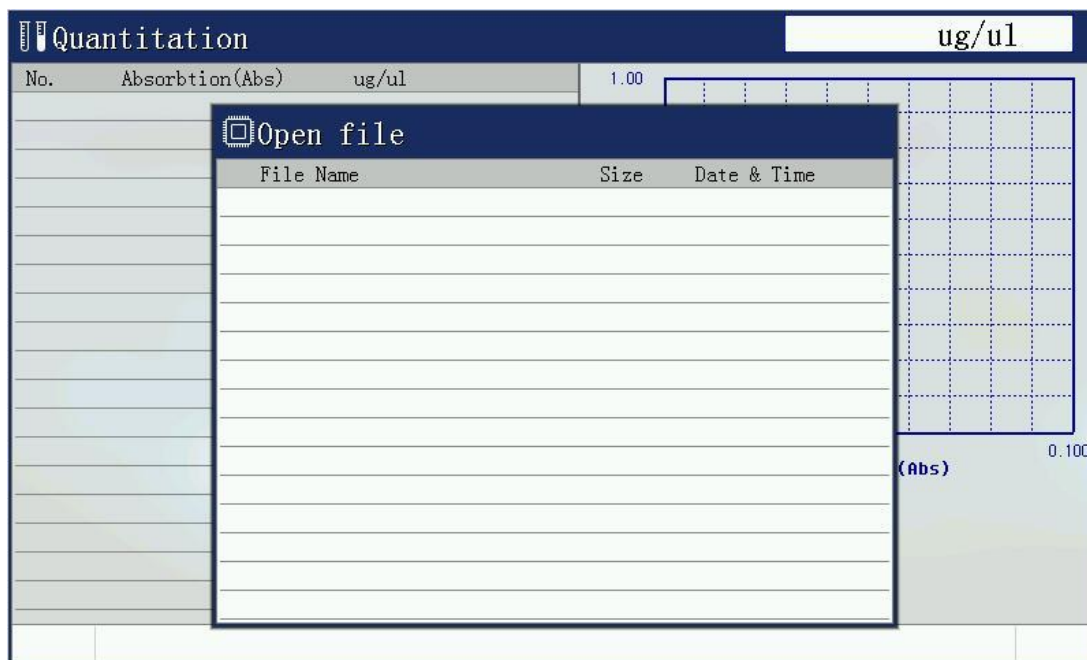 Quantitation
ug/ul
No. Absorbtion(Abs) ug/ul
1.00
Open file
File Name Size Date & Time
0.100
(Abs)